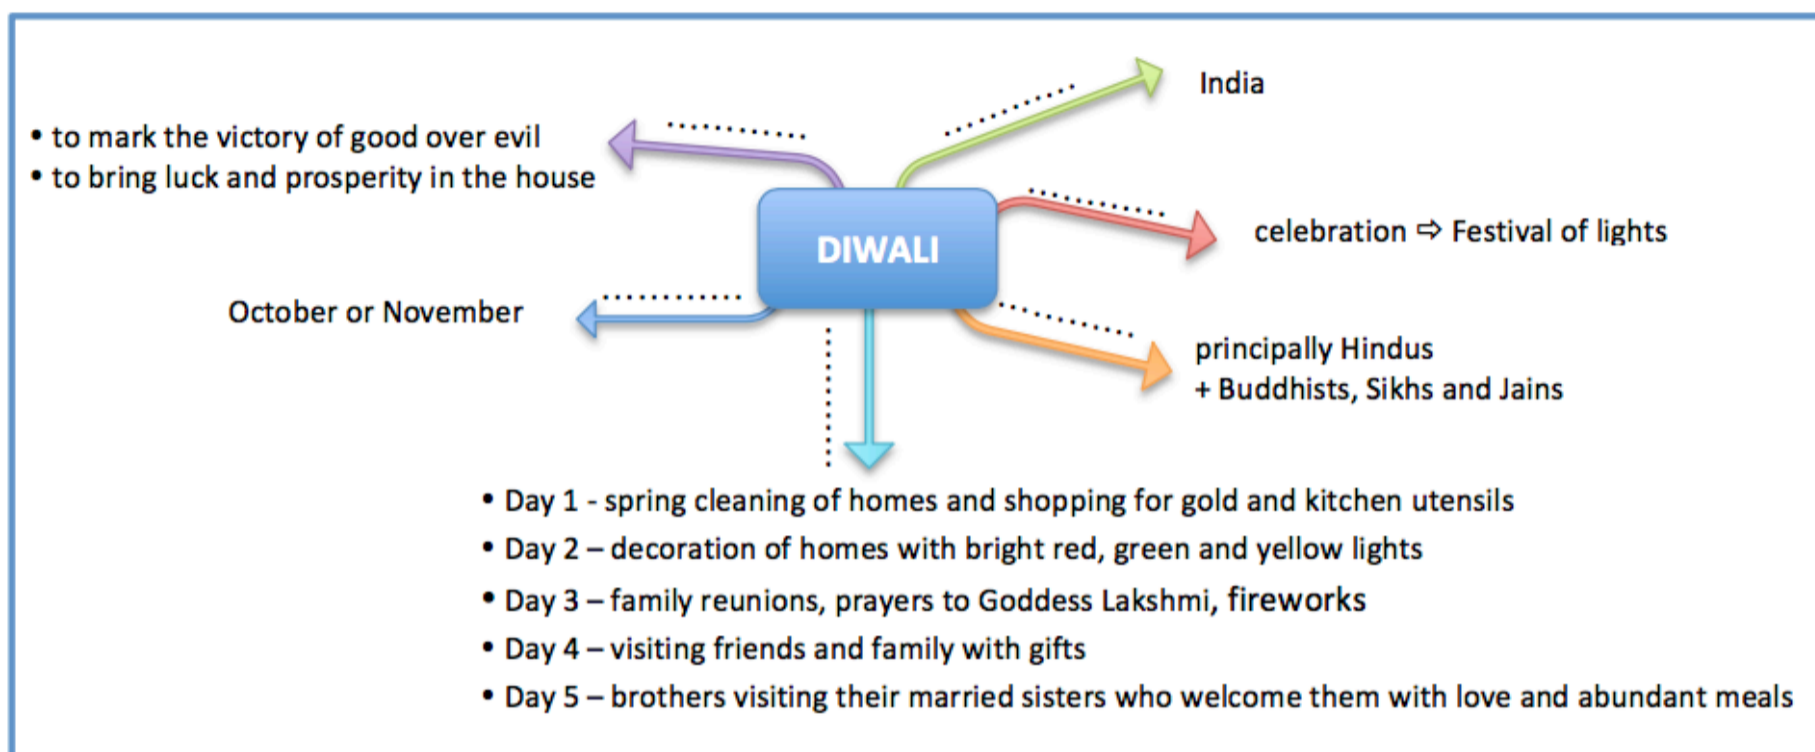 India
• to mark the victory of good over evil
• to bring luck and prosperity in the house
celebration ⇨ Festival of lights
DIWALI
October or November
principally Hindus
+ Buddhists, Sikhs and Jains
• Day 1 - spring cleaning of homes and shopping for gold and kitchen utensils
• Day 2 – decoration of homes with bright red, green and yellow lights
• Day 3 – family reunions, prayers to Goddess Lakshmi, fireworks
• Day 4 – visiting friends and family with gifts
• Day 5 – brothers visiting their married sisters who welcome them with love and abundant meals